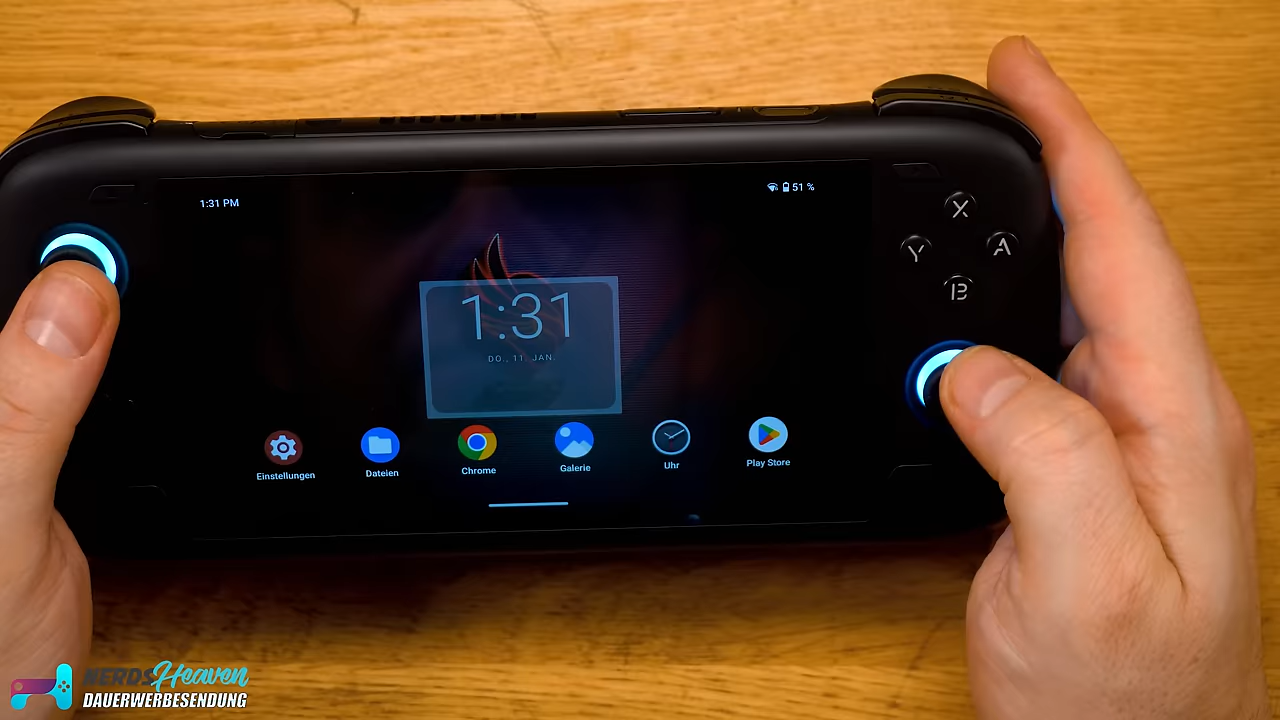 1:31 PM
51 %
X
Y
A
B
1:31
DO., 11. JAN.
Einstellungen
Dateien
Chrome
Galerie
Uhr
Play Store
NERDS Heaven
DAUERWERBESENDUNG